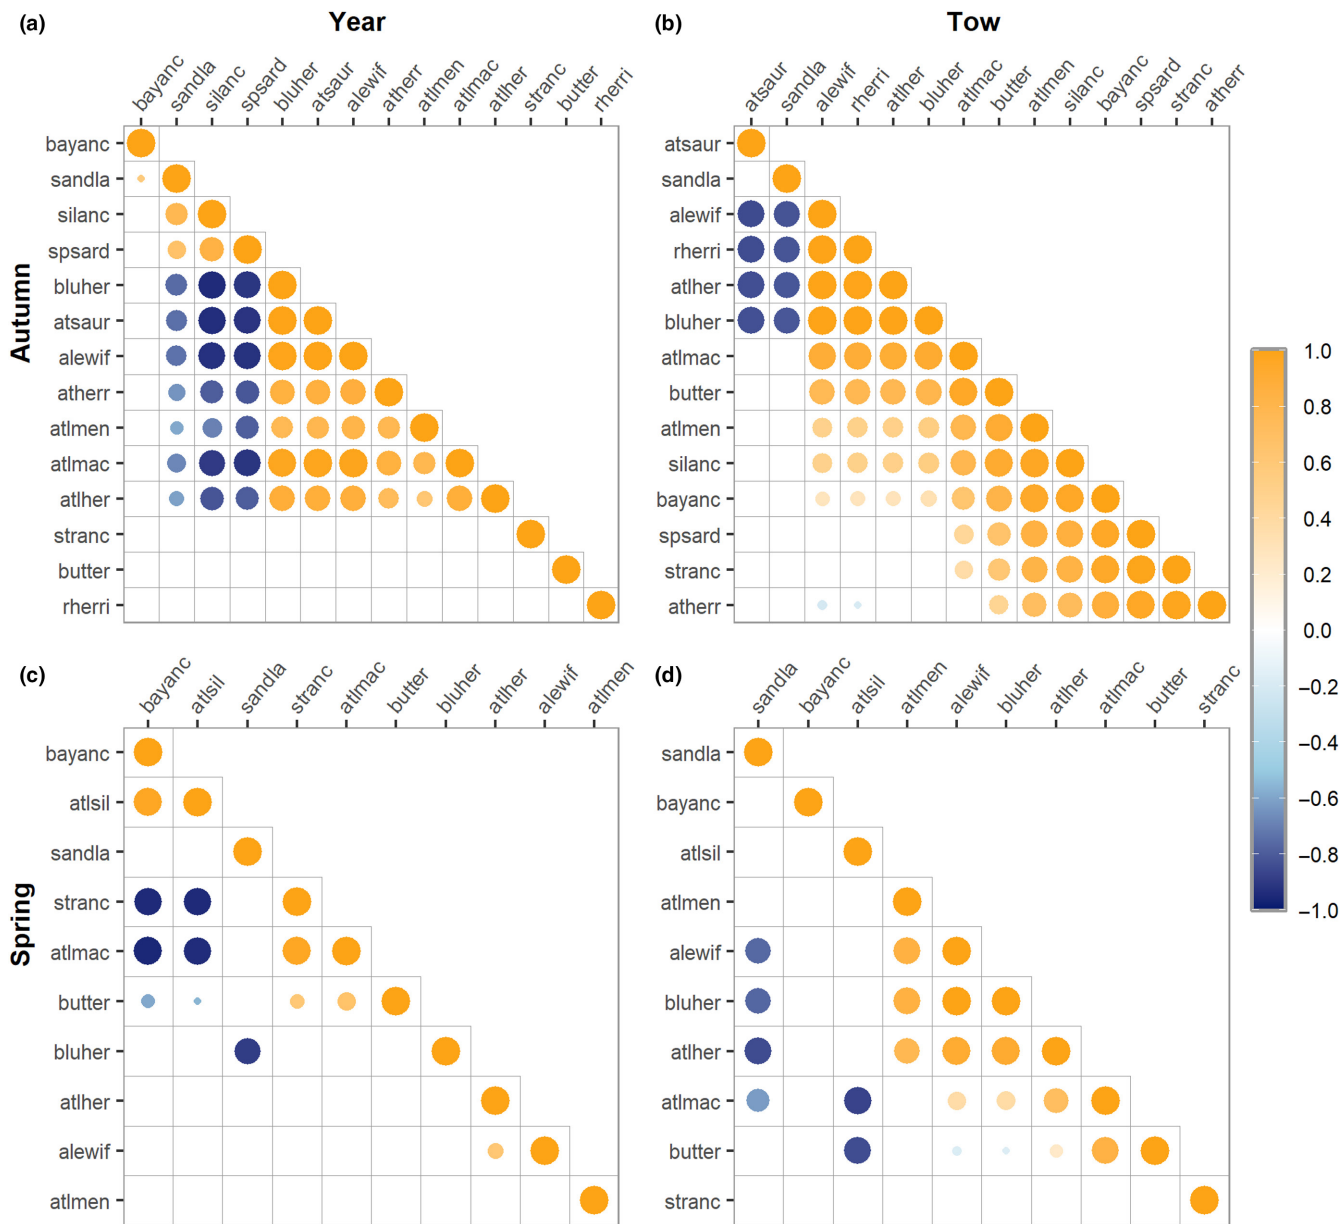 (a) Year (b) Tow
bayanc sandla silanc spsard bluher atsaur alewif atherr atlmen atlmac atlher stranc butter rherri
atsaur sandla alewif rherri atlher bluher atlmac butter atlmen silanc bayanc spsard stranc atherr
Autumn
bayanc
sandla
silanc
spsard
bluher
atsaur
alewif
atherr
atlmen
atlmac
atlher
stranc
butter
rherri
atsaur
sandla
alewif
rherri
atlher
bluher
atlmac
butter
atlmen
silanc
bayanc
spsard
stranc
atherr
(c) (d)
bayanc atlsil sandla stranc atlmac butter bluher atlher alewif atlmen
sandla bayanc atlsil atlmen alewif bluher atlher atlmac butter stranc
Spring
bayanc
atlsil
sandla
stranc
atlmac
butter
bluher
atlher
alewif
atlmen
sandla
bayanc
atlsil
atlmen
alewif
bluher
atlher
atlmac
butter
stranc
1.0
0.8
0.6
0.4
0.2
0.0
−0.2
−0.4
−0.6
−0.8
−1.0